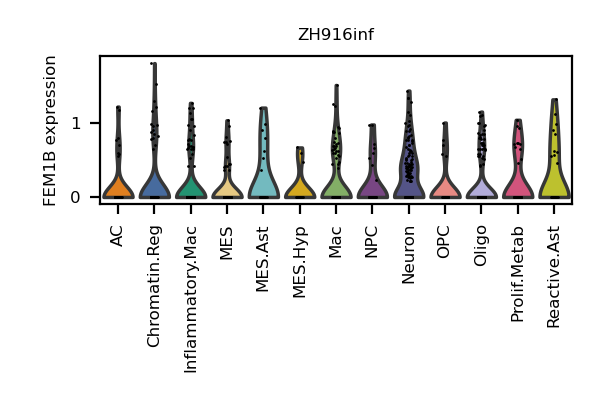 ZH916inf
FEM1B expression
1
0
AC
Chromatin.Reg
Inflammatory.Mac
MES
MES.Ast
MES.Hyp
Mac
NPC
Neuron
OPC
Oligo
Prolif.Metab
Reactive.Ast